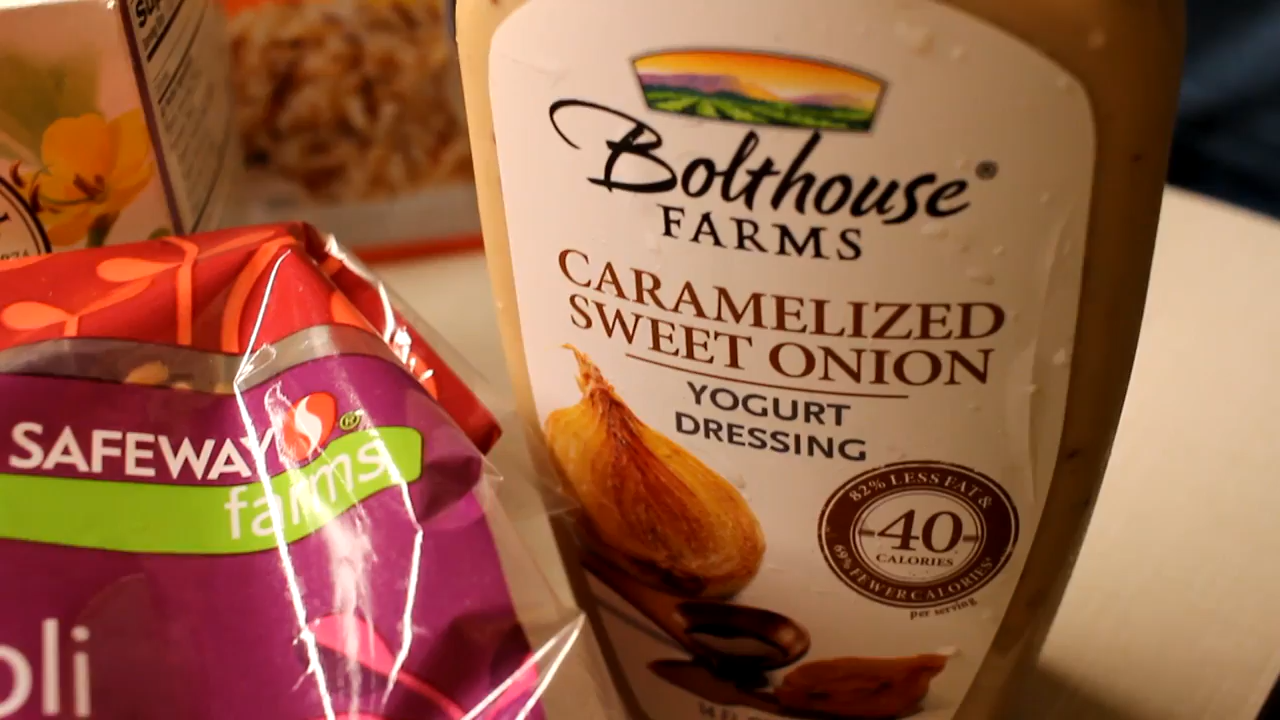 Bolthouse®
FARMS
CARAMELIZED
SWEET ONION
YOGURT
DRESSING
82% LESS FAT &
40
CALORIES
69% FEWER CALORIES*
per serving
SAFEWAY®
farms
oli